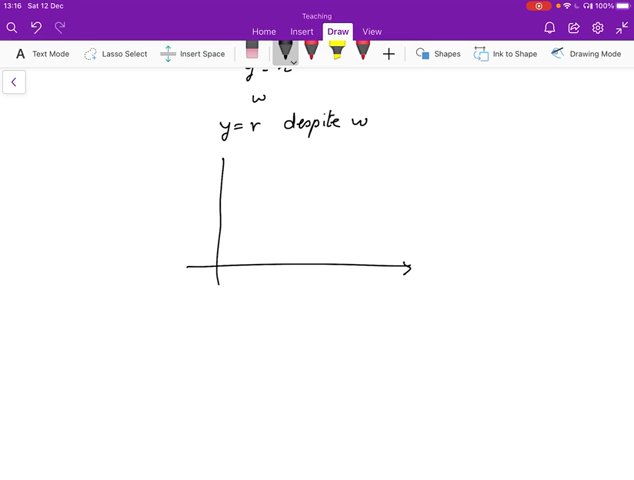 13:16 Sat 12 Dec
100%
Teaching
Home Insert Draw View
Text Mode Lasso Select Insert Space Shapes Ink to Shape Drawing Mode
w
y = r despite w